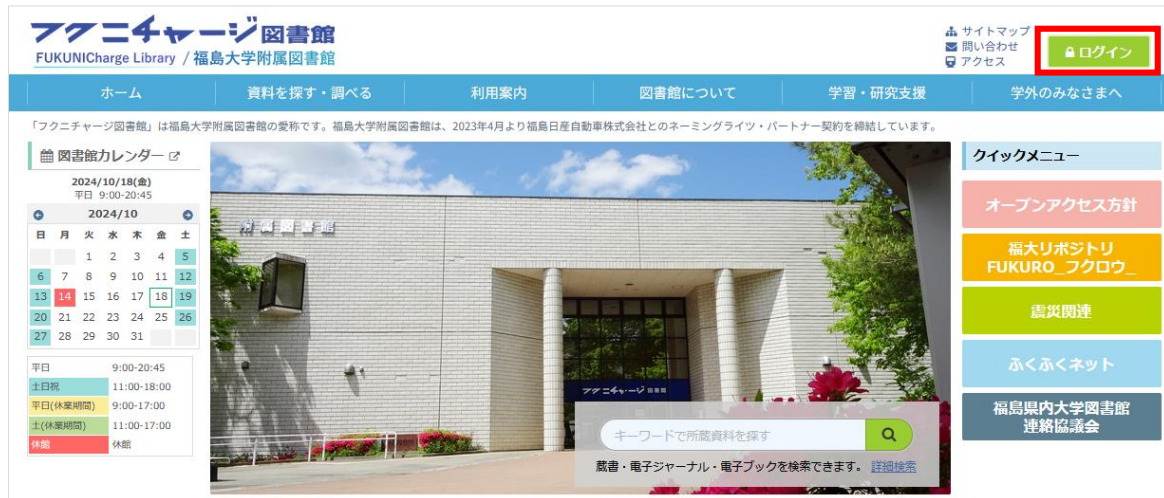 フクニチャージ図書館
FUKUNICharge Library / 福島大学附属図書館
サイトマップ
問い合わせ
アクセス
ログイン
ホーム
資料を探す・調べる
利用案内
図書館について
学習・研究支援
学外のみなさまへ
「フクニチャージ図書館」は福島大学附属図書館の愛称です。福島大学附属図書館は、2023年4月より福島日産自動車株式会社とのネーミングライツ・パートナー契約を締結しています。
図書館カレンダー
2024/10/18(金)
平日 9:00-20:45
2024/10
日 月 火 水 木 金 土
1 2 3 4 5
6 7 8 9 10 11 12
13 14 15 16 17 18 19
20 21 22 23 24 25 26
27 28 29 30 31
平日 9:00-20:45
土日祝 11:00-18:00
平日(休業期間) 9:00-17:00
土(休業期間) 11:00-17:00
休館 休館
附属図書館
フクニチャージ 図書館
キーワードで所蔵資料を探す
蔵書・電子ジャーナル・電子ブックを検索できます。 詳細検索
クイックメニュー
オープンアクセス方針
福大リポジトリ
FUKURO_フクロウ_
震災関連
ふくふくネット
福島県内大学図書館
連絡協議会